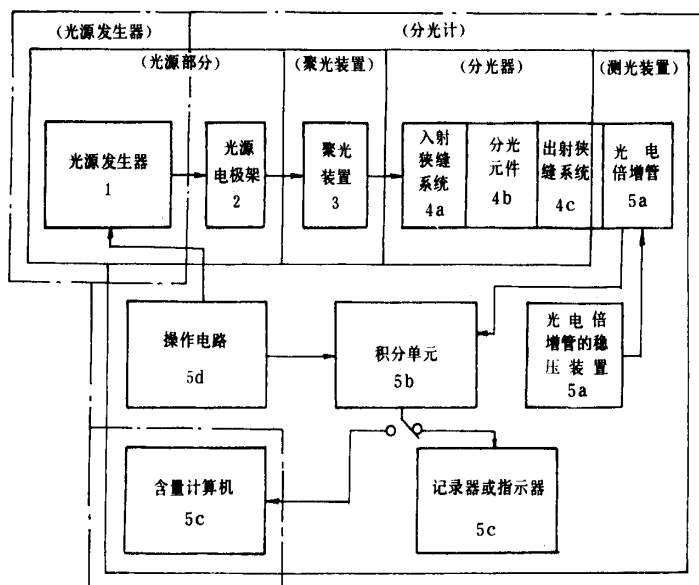 (光源发生器)
(分光计)
(光源部分)
(聚光装置)
(分光器)
(测光装置)
光源发生器
1
光源
电极架
2
聚光
装置
3
入射
狭缝
系统
4a
分光
元件
4b
出射狭
缝系统
4c
光 电
倍增管
5a
操作电路
5d
积分单元
5b
光 电 倍
增管的稳
压 装 置
5a
含量计算机
5c
记录器或指示器
5c